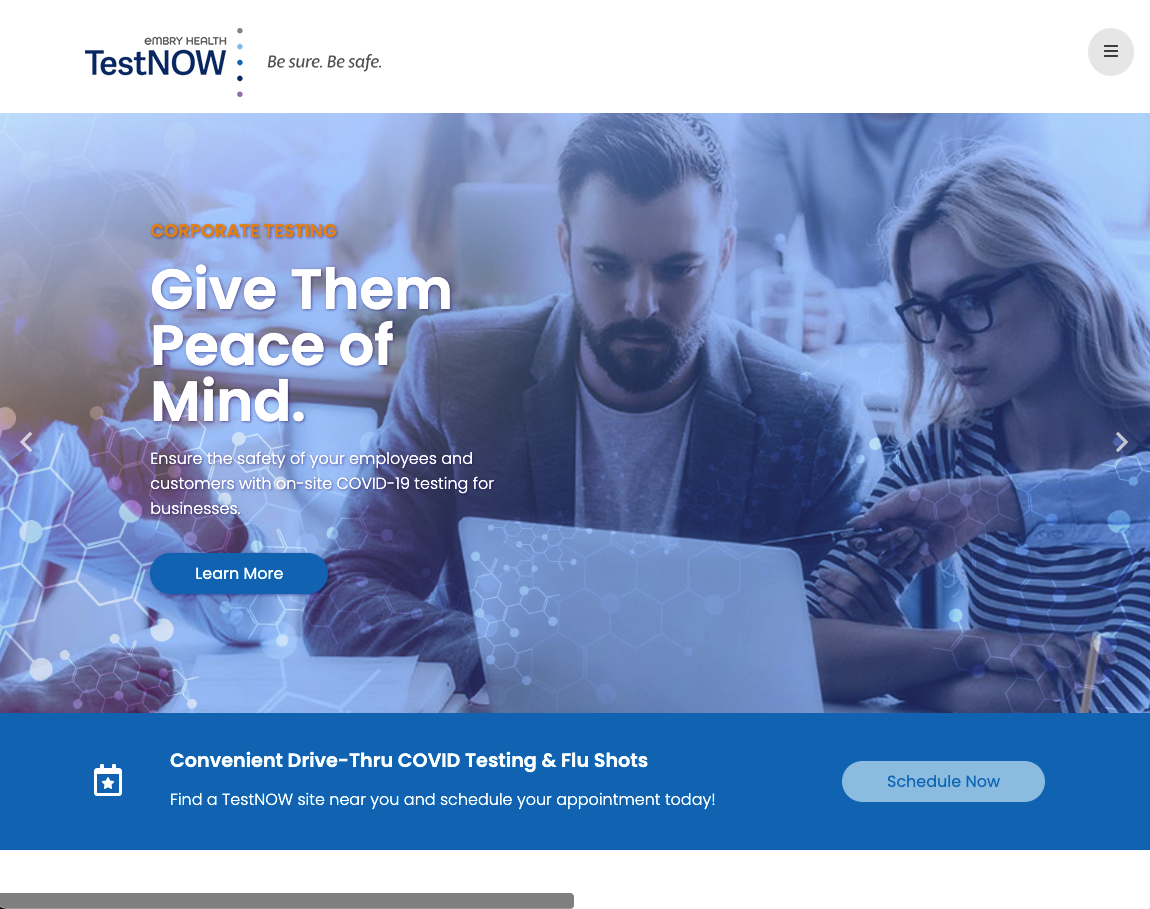 eMBRY HEALTH
TestNOW
Be sure. Be safe.
CORPORATE TESTING
Give Them
Peace of
Mind.
Ensure the safety of your employees and
customers with on-site COVID-19 testing for
businesses.
Learn More
Convenient Drive-Thru COVID Testing & Flu Shots
Find a TestNOW site near you and schedule your appointment today!
Schedule Now